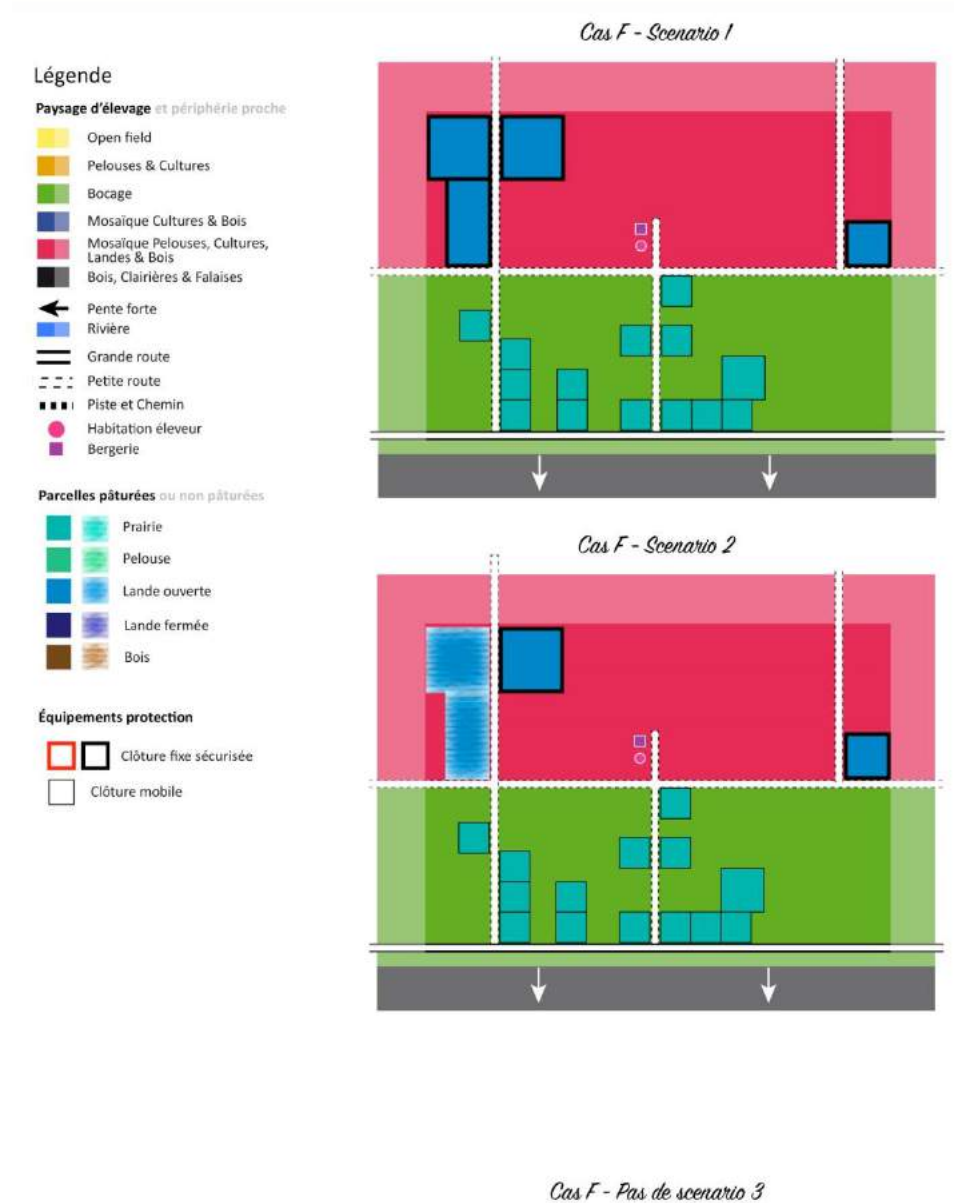 Cas F - Scenario 1
Légende
Paysage d'élevage et périphérie proche
Open field
Pelouses & Cultures
Bocage
Mosaïque Cultures & Bois
Mosaïque Pelouses, Cultures,
Landes & Bois
Bois, Clairières & Falaises
Pente forte
Rivière
Grande route
Petite route
Piste et Chemin
Habitation éleveur
Bergerie
Parcelles pâturées ou non pâturées
Prairie
Pelouse
Lande ouverte
Lande fermée
Bois
Équipements protection
Clôture fixe sécurisée
Clôture mobile
Cas F - Scenario 2
Cas F - Pas de scenario 3